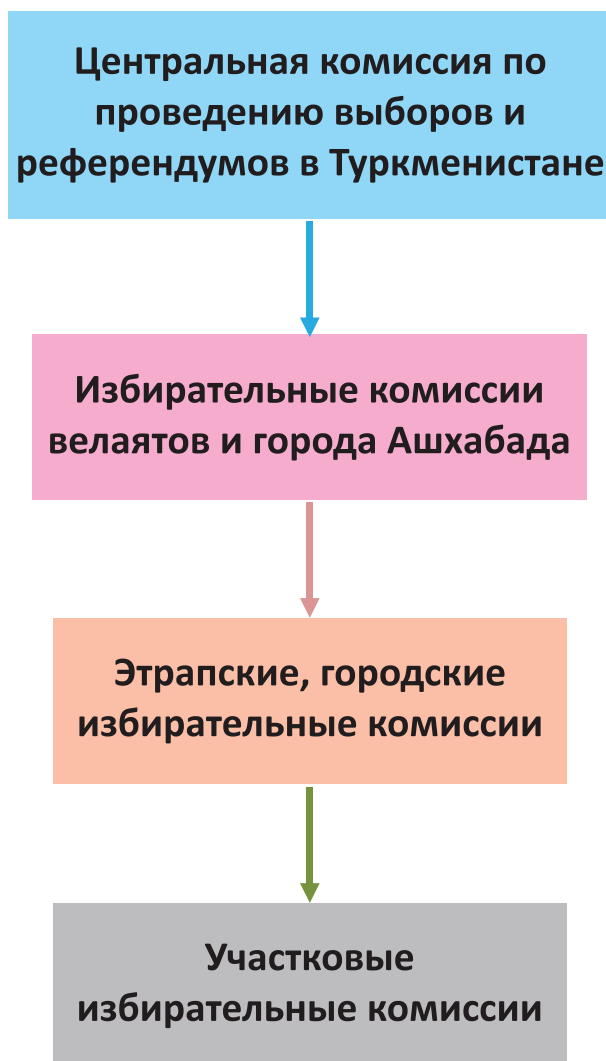 Центральная комиссия по
проведению выборов и
референдумов в Туркменистане
Избирательные комиссии
велаятов и города Ашхабада
Этрапские, городские
избирательные комиссии
Участковые
избирательные комиссии